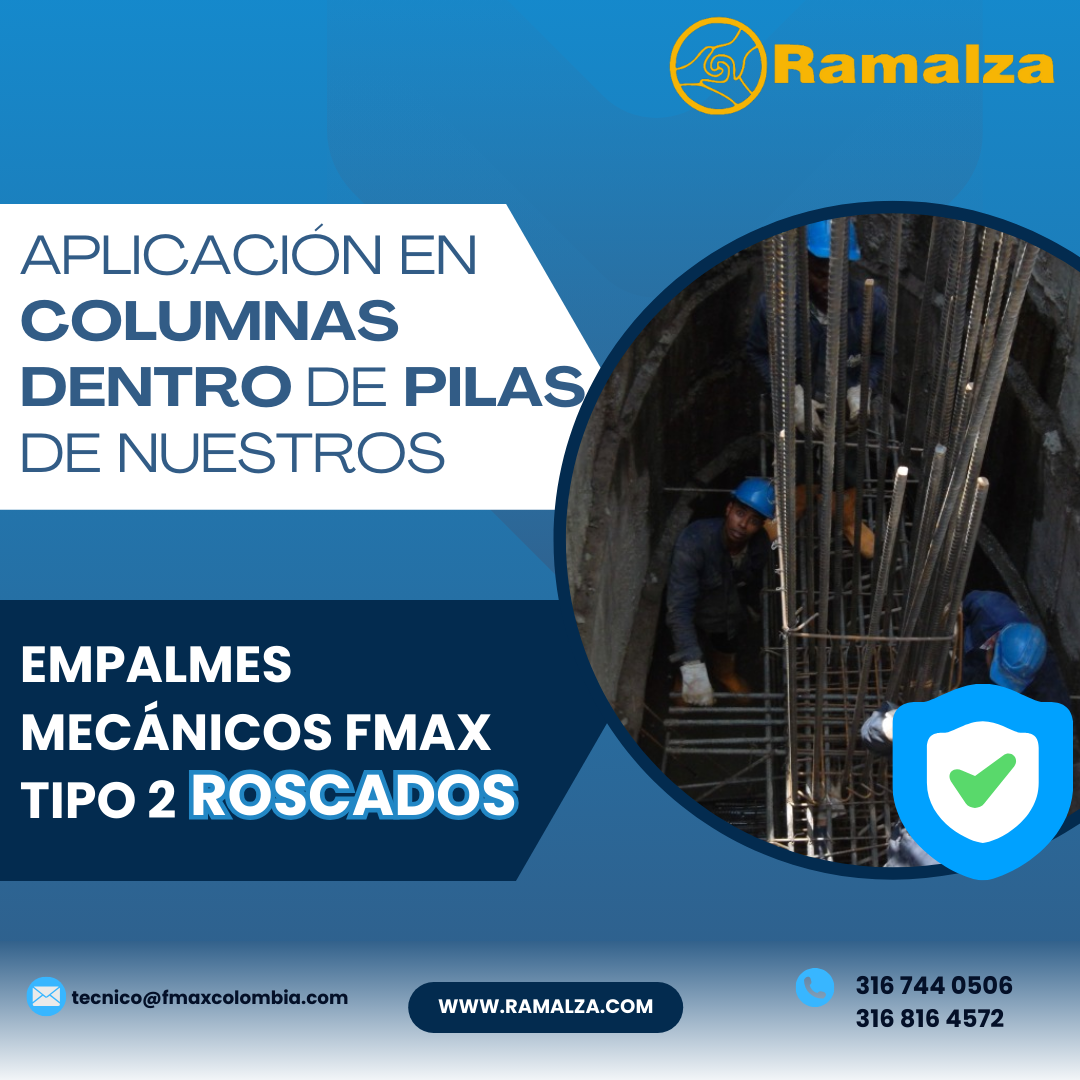 Ramalza
APLICACIÓN EN
COLUMNAS
DENTRO DE PILAS
DE NUESTROS
EMPALMES
MECÁNICOS FMAX
TIPO 2 ROSCADOS
tecnico@fmaxcolombia.com
WWW.RAMALZA.COM
316 744 0506
316 816 4572